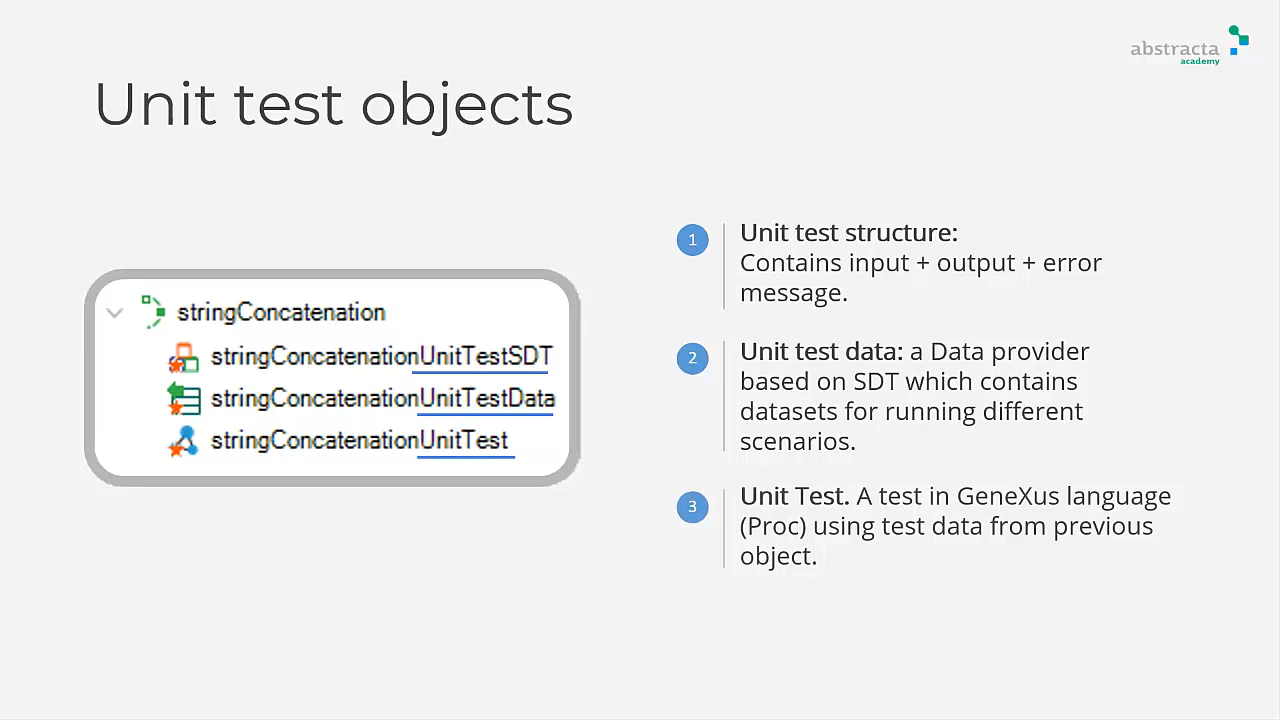 abstracta
academy
Unit test objects
stringConcatenation
stringConcatenationUnitTestSDT
stringConcatenationUnitTestData
stringConcatenationUnitTest
1
Unit test structure:
Contains input + output + error
message.
2
Unit test data: a Data provider
based on SDT which contains
datasets for running different
scenarios.
3
Unit Test. A test in GeneXus language
(Proc) using test data from previous
object.